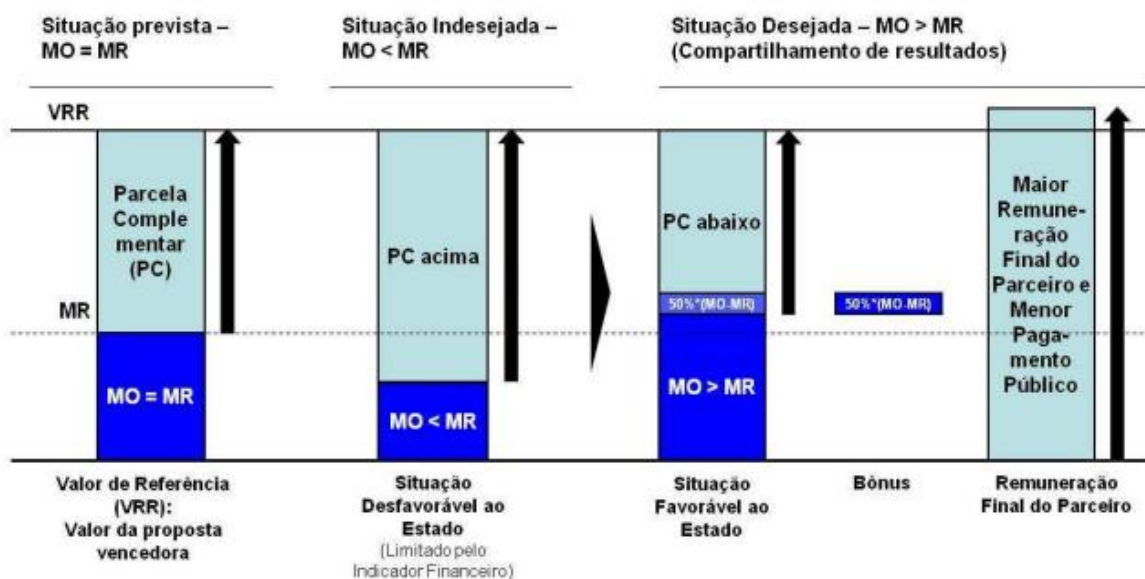 Situação prevista –
MO = MR
Situação Indesejada –
MO < MR
Situação Desejada – MO > MR
(Compartilhamento de resultados)
VRR
MR
Parcela
Comple
mentar
(PC)
MO = MR
PC acima
MO < MR
PC abaixo
50%*(MO-MR)
MO > MR
50%*(MO-MR)
Maior
Remune-
ração
Final do
Parceiro e
Menor
Paga-
mento
Público
Valor de Referência
(VRR):
Valor da proposta
vencedora
Situação
Desfavorável ao
Estado
(Limitado pelo
Indicador Financeiro)
Situação
Favorável ao
Estado
Bônus
Remuneração
Final do Parceiro